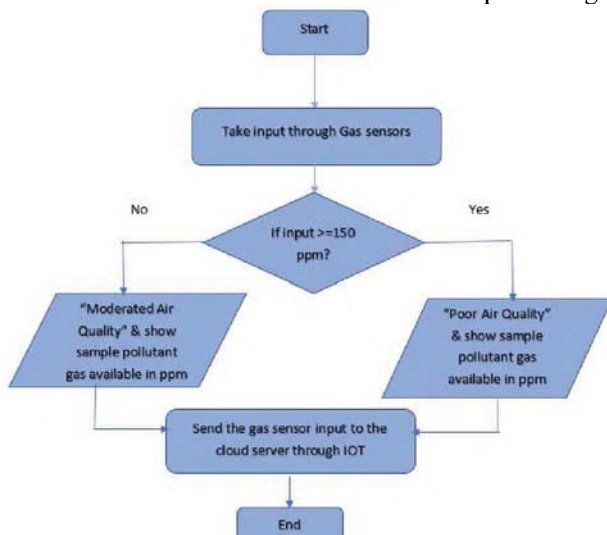 Start
Take input through Gas sensors
No
Yes
If input >=150
ppm?
"Moderated Air
Quality" & show
sample pollutant
gas available in ppm
"Poor Air Quality"
& show sample
pollutant gas
available in ppm
Send the gas sensor input to the
cloud server through IOT
End